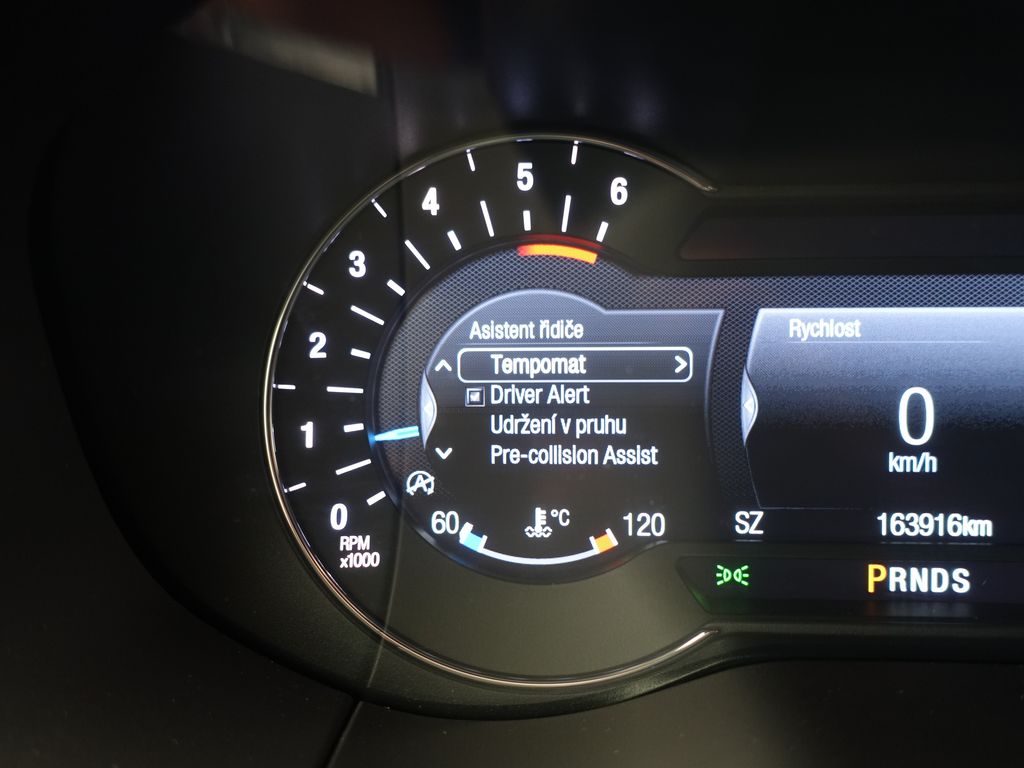 6
5
4
3
2
1
0
RPM
x1000
Asistent řidiče
Tempomat
Driver Alert
Udržení v pruhu
Pre-collision Assist
60
°C
120
Rychlost
0
km/h
SZ
163916km
PRNDS